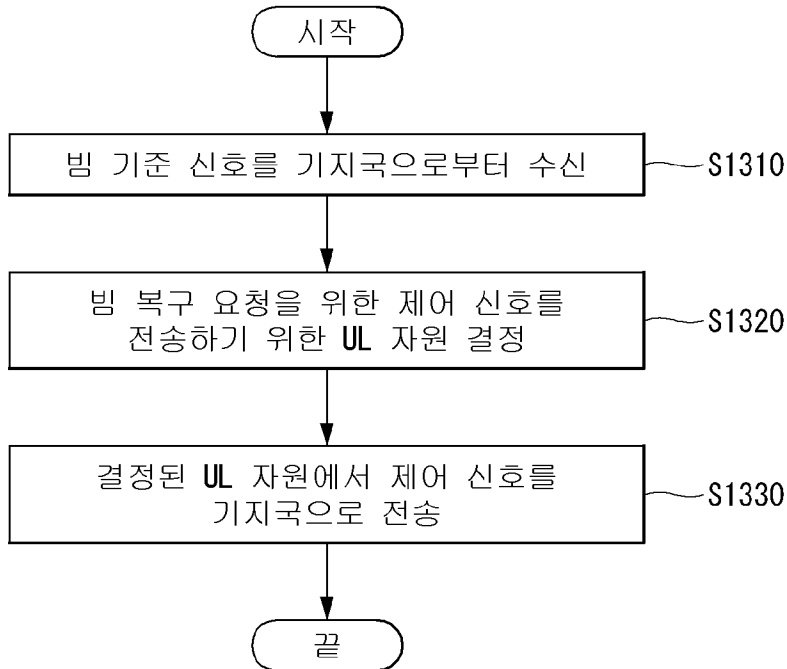 시작
빔 기준 신호를 기지국으로부터 수신
S1310
빔 복구 요청을 위한 제어 신호를
전송하기 위한 UL 자원 결정
S1320
결정된 UL 자원에서 제어 신호를
기지국으로 전송
S1330
끝